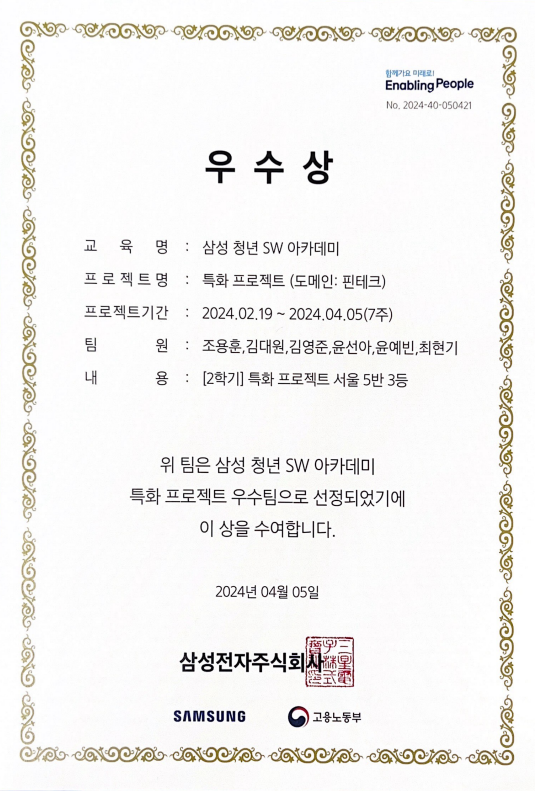 함께가요 미래로!
Enabling People
No. 2024-40-050421
우 수 상
교 육 명 : 삼성 청년 SW 아카데미
프로젝트명 : 특화 프로젝트 (도메인: 핀테크)
프로젝트기간 : 2024.02.19 ~ 2024.04.05(7주)
팀 원 : 조용훈,김대원,김영준,윤선아,윤예빈,최현기
내 용 : [2학기] 특화 프로젝트 서울 5반 3등
위 팀은 삼성 청년 SW 아카데미
특화 프로젝트 우수팀으로 선정되었기에
이 상을 수여합니다.
2024년 04월 05일
삼성전자주식회사
SAMSUNG 고용노동부